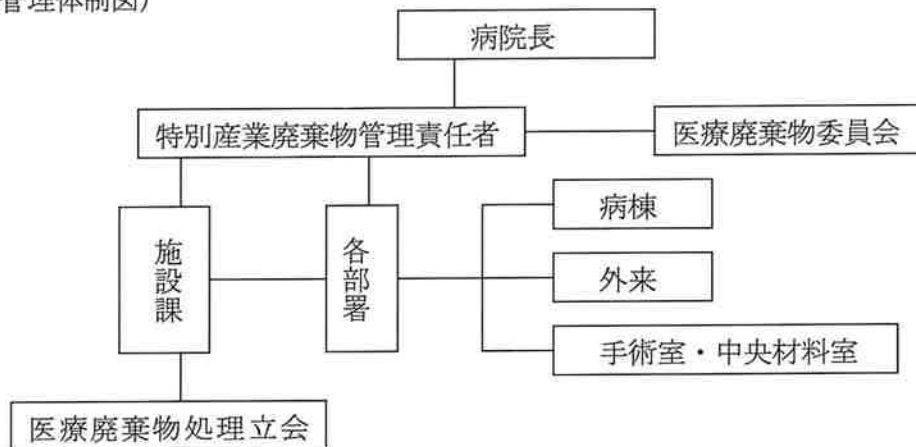 管理体制図）
病院長
特別産業廃棄物管理責任者
医療廃棄物委員会
施設課
各部署
病棟
外来
手術室・中央材料室
医療廃棄物処理立会